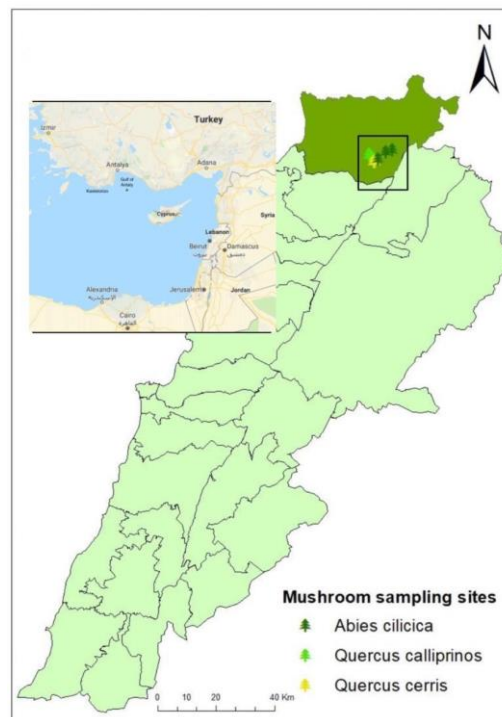 N
Turkey
Izmir
Antalya
Adana
Gulf of
Antalya
Cyprus
Syria
Lebanon
Beirut
بيروت
Damascus
دمشق
Alexandria
الإسكندرية
Jerusalem
Jordan
Cairo
القاهرة
Mushroom sampling sites
Abies cilicica
Quercus calliprinos
Quercus cerris
0 10 20 40 Km